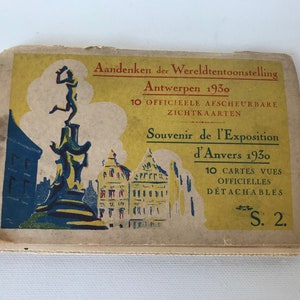 Aandenken der Wereldtentoonstelling
Antwerpen 1930
10 OFFICIEELE AFSCHEURBARE
ZICHTKAARTEN
Souvenir de l'Exposition
d'Anvers 1930
10 CARTES VUES
OFFICIELLES
DÉTACHABLES
S. 2.